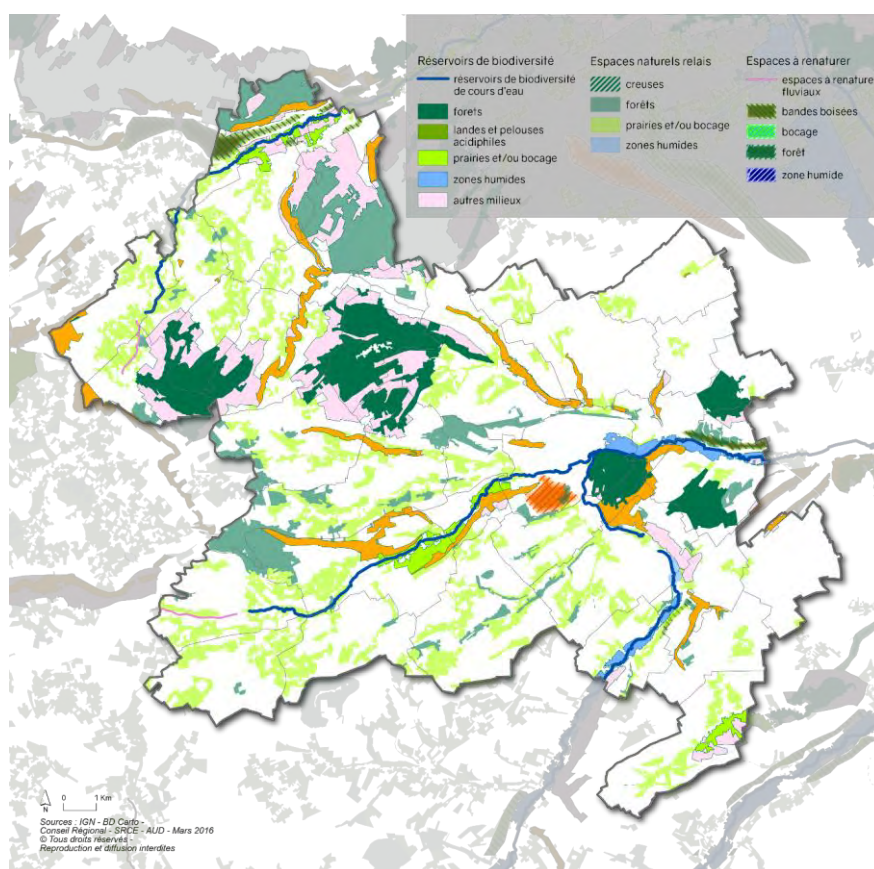 Réservoirs de biodiversité
réservoirs de biodiversité
de cours d'eau
forets
landes et pelouses
acidiphiles
prairies et/ou bocage
zones humides
autres milieux
Espaces naturels relais
creuses
forêts
prairies et/ou bocage
zones humides
Espaces à renaturer
espaces à renature
fluviaux
bandes boisées
bocage
forêt
zone humide
0 1 Km
N
Sources : IGN - BD Carto -
Conseil Régional - SRCE - AUD - Mars 2016
© Tous droits réservés -
Reproduction et diffusion interdites